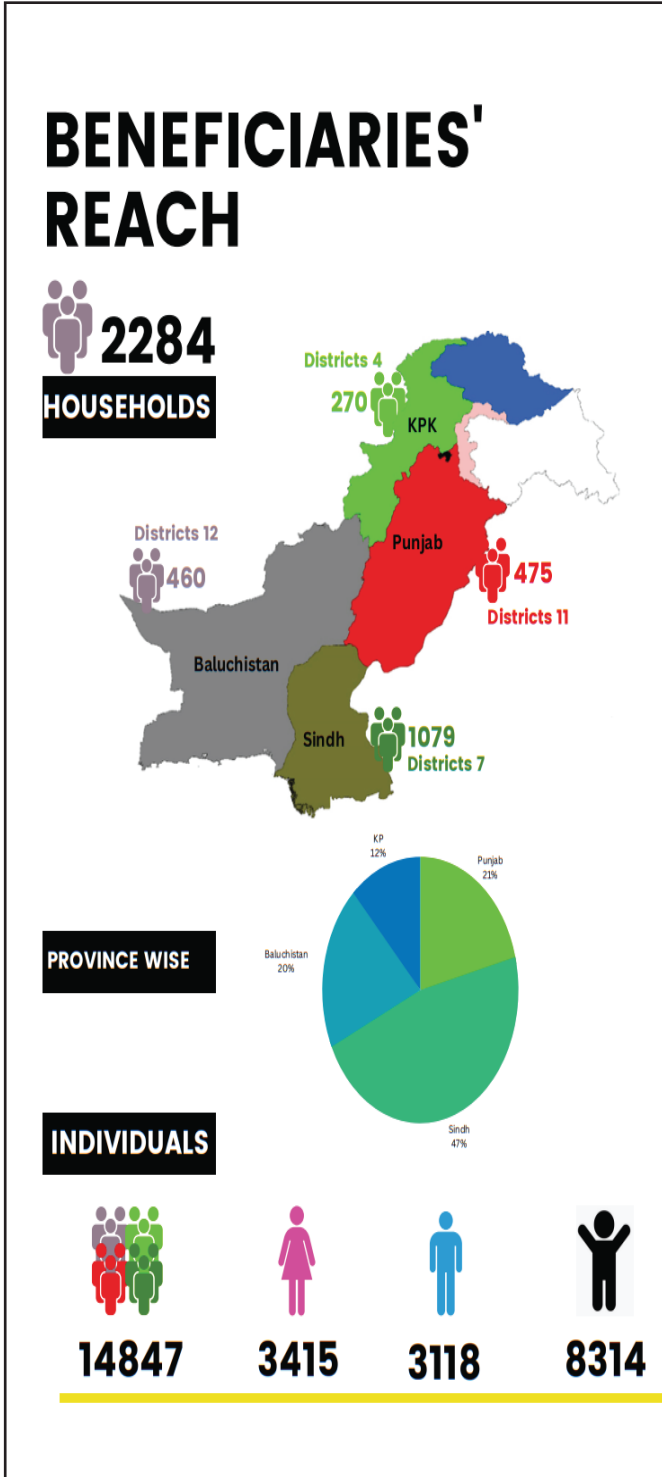 BENEFICIARIES'
REACH
2284
HOUSEHOLDS
Districts 4
270
KPK
Districts 12
460
Punjab
475
Districts 11
Baluchistan
Sindh
1079
Districts 7
KP
12%
Punjab
21%
PROVINCE WISE
Baluchistan
20%
Sindh
47%
INDIVIDUALS
14847
3415
3118
8314